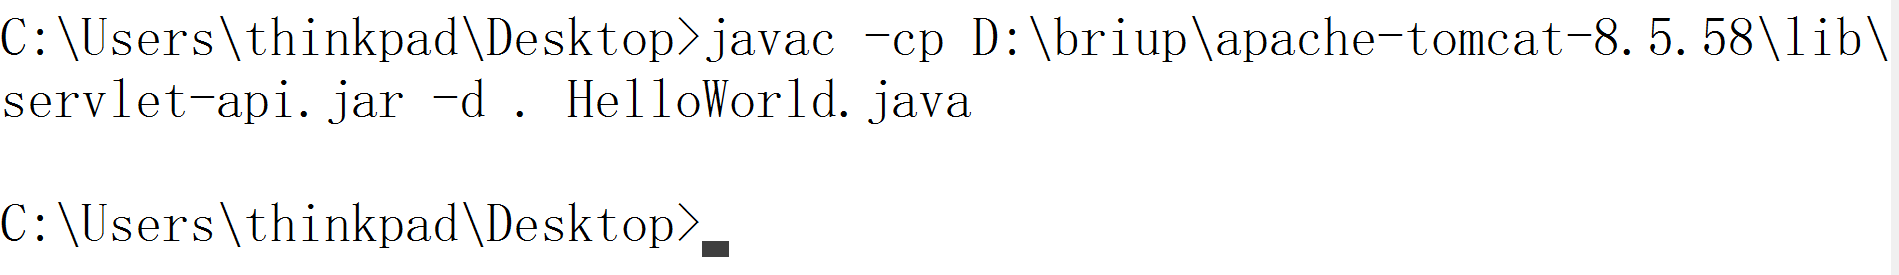 C:\Users\thinkpad\Desktop>javac -cp D:\briup\apache-tomcat-8.5.58\lib\
servlet-api.jar -d . HelloWorld.java
C:\Users\thinkpad\Desktop>